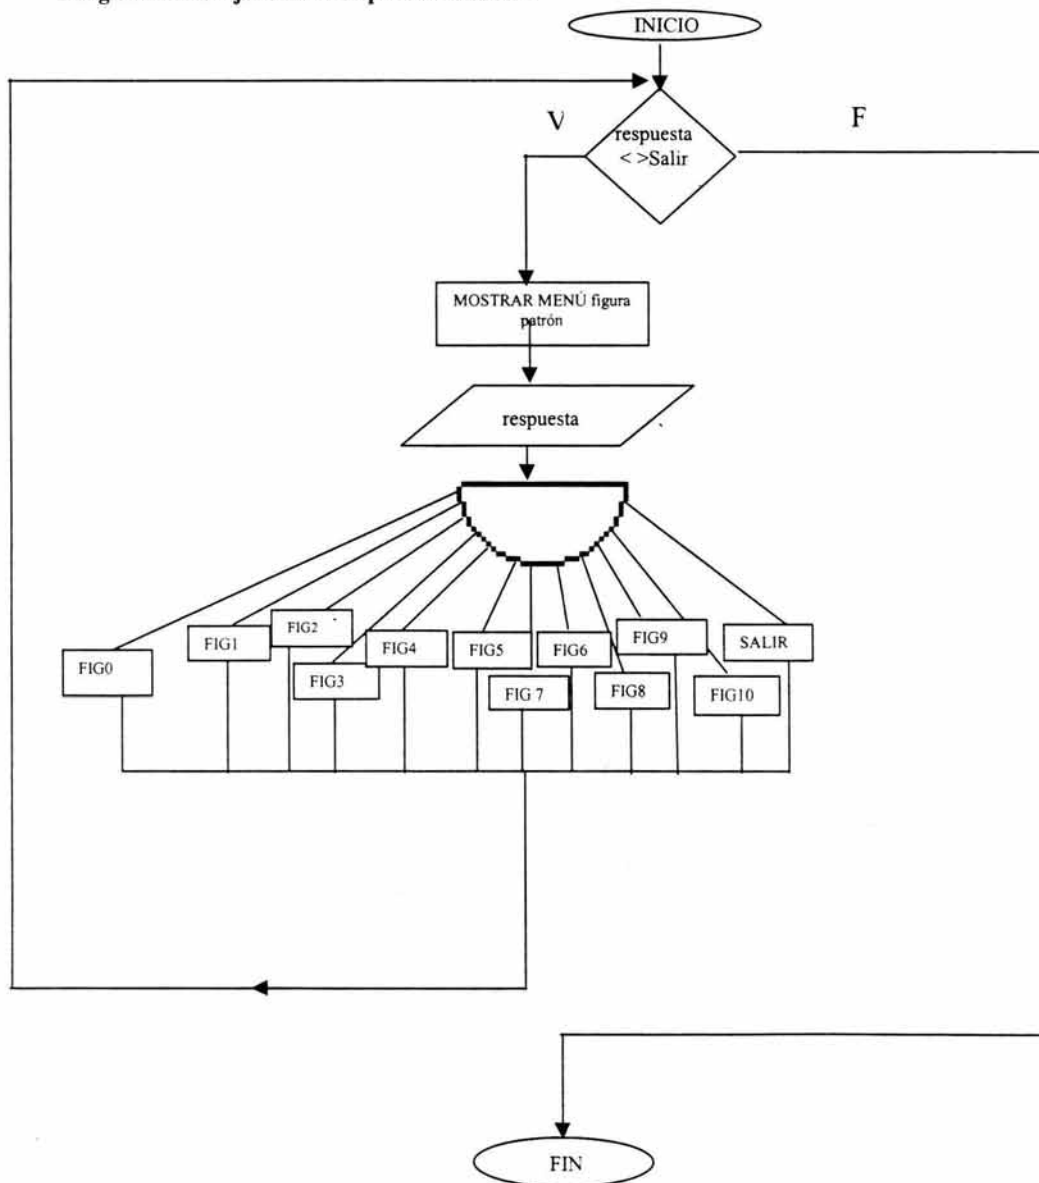 INICIO
V
F
respuesta
< >Salir
MOSTRAR MENÚ figura
patrón
respuesta
FIG0
FIG1
FIG2
FIG3
FIG4
FIG5
FIG 7
FIG6
FIG8
FIG9
FIG10
SALIR
FIN